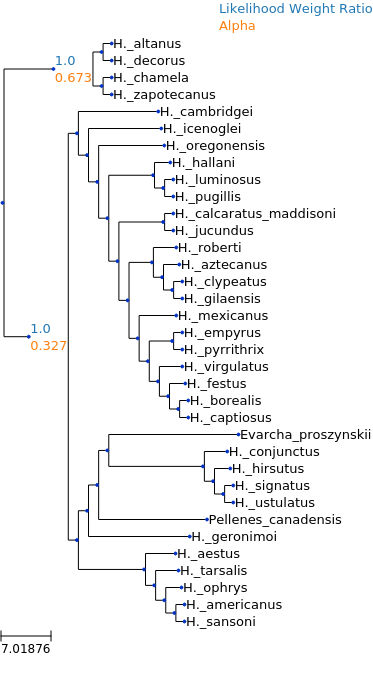 Likelihood Weight Ratio
Alpha
H._altanus
1.0
H._decorus
0.673
H._chamela
H._zapotecanus
H._cambridgei
H._icenoglei
H._oregonensis
H._hallani
H._luminosus
H._pugillis
H._calcaratus_maddisoni
H._jucundus
H._roberti
H._aztecanus
H._clypeatus
H._gilaensis
H._mexicanus
1.0
H._empyrus
0.327
H._pyrrithrix
H._virgulatus
H._festus
H._borealis
H._captiosus
Evarcha_proszynskii
H._conjunctus
H._hirsutus
H._signatus
H._ustulatus
Pellenes_canadensis
H._geronimoi
H._aestus
H._tarsalis
H._ophrys
H._americanus
H._sansoni
7.01876